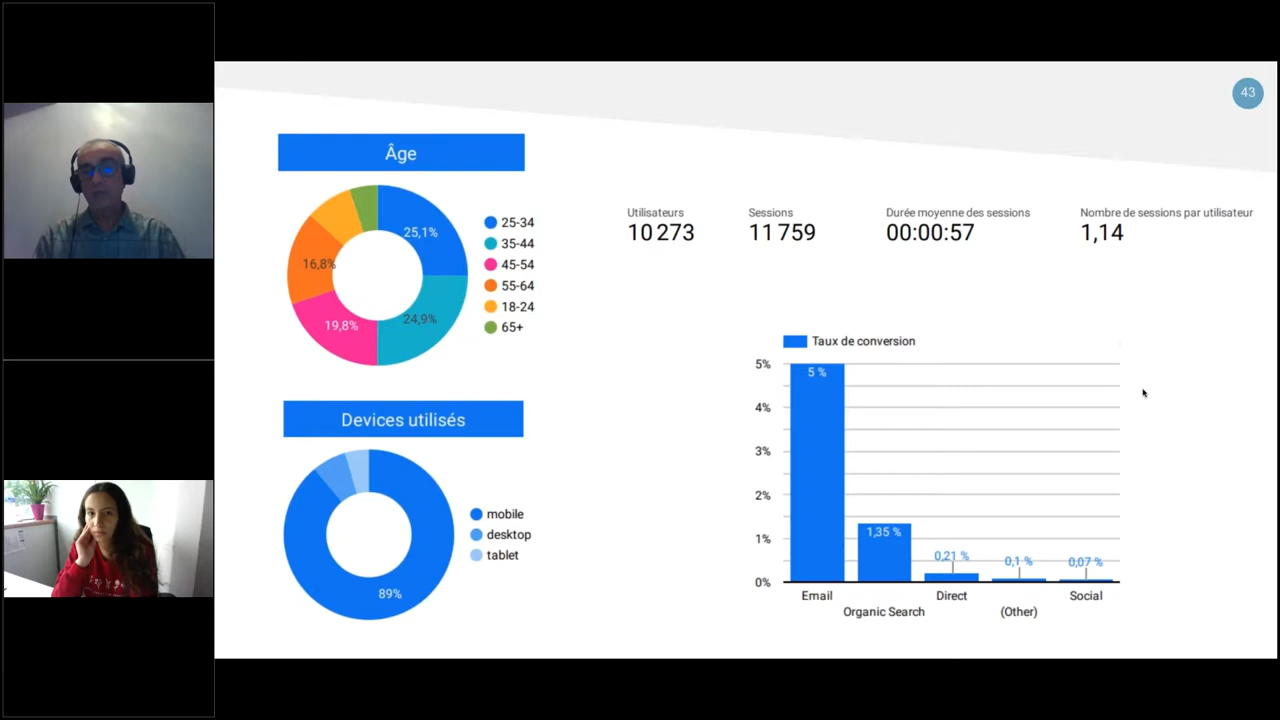 43
Âge
25,1%
24,9%
19,8%
16,8%
25-34
35-44
45-54
55-64
18-24
65+
Utilisateurs
10 273
Sessions
11 759
Durée moyenne des sessions
00:00:57
Nombre de sessions par utilisateur
1,14
Devices utilisés
89%
mobile
desktop
tablet
Taux de conversion
5%
4%
3%
2%
1%
0%
5 %
1,35 %
0,21 %
0,1 %
0,07 %
Email
Organic Search
Direct
(Other)
Social